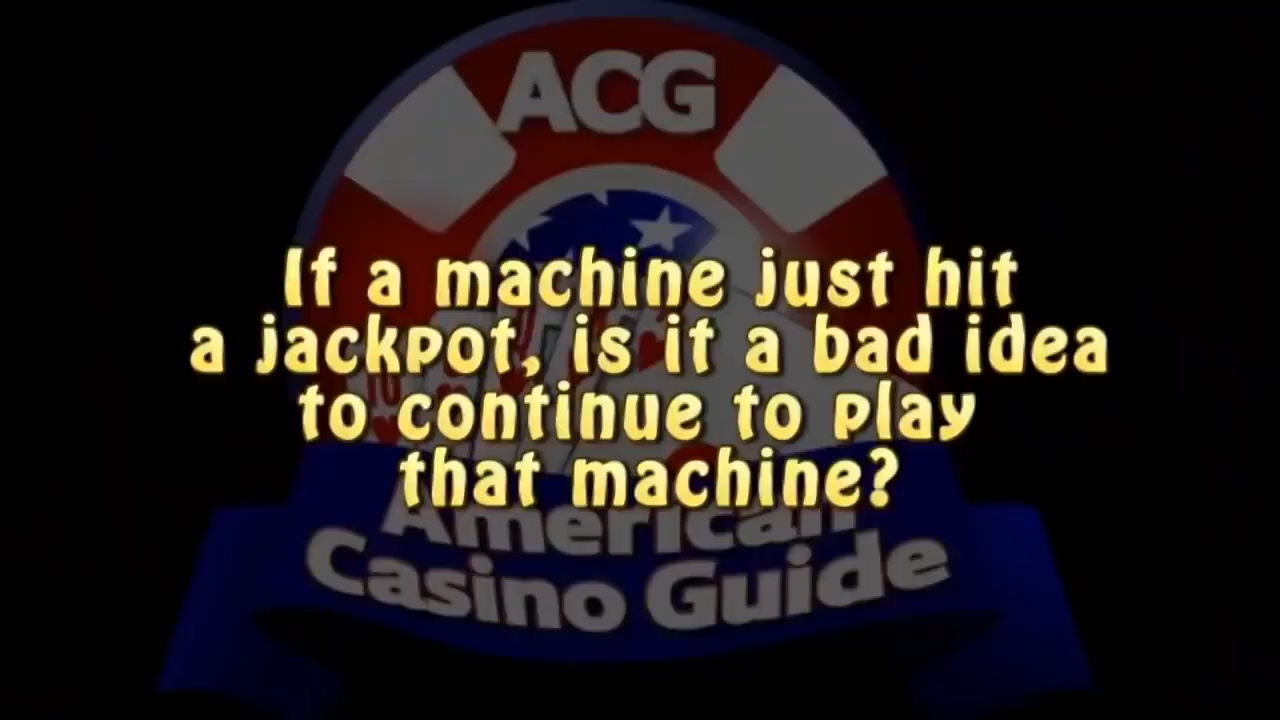 ACG
If a machine just hit
a jackpot, is it a bad idea
to continue to play
that machine?
American
Casino Guide